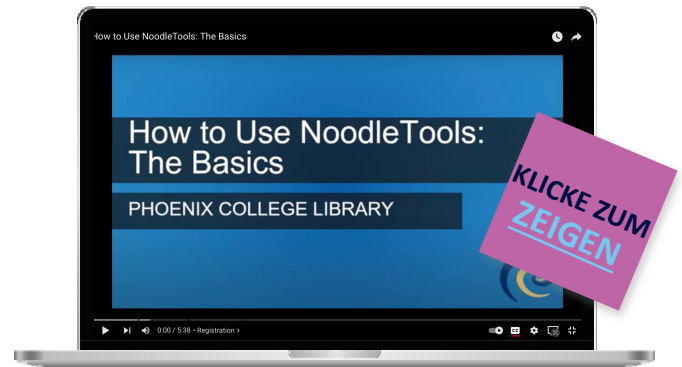 How to Use NoodleTools: The Basics
How to Use NoodleTools:
The Basics
PHOENIX COLLEGE LIBRARY
KLICKE ZUM
ZEIGEN
0:00 / 5:38 • Registration >
CC